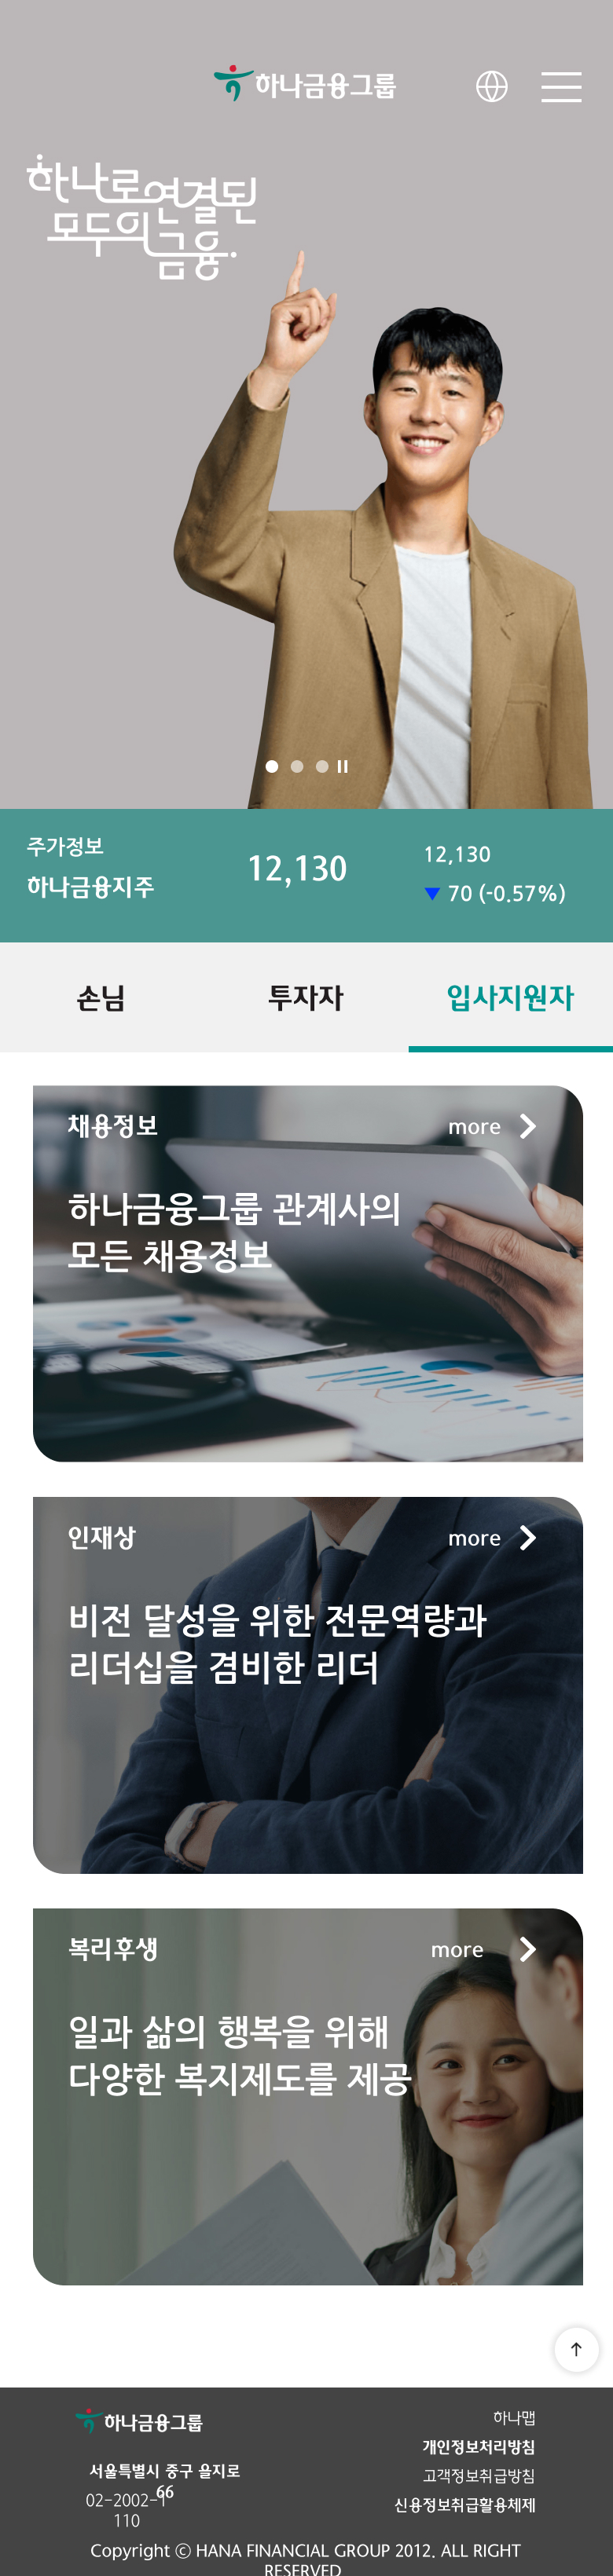 하나금융그룹
하나로연결된
모두의금융.
주가정보
하나금융지주
12,130
12,130
▼ 70 (-0.57%)
손님
투자자
입사지원자
채용정보
more
하나금융그룹 관계사의
모든 채용정보
인재상
more
비전 달성을 위한 전문역량과
리더십을 겸비한 리더
복리후생
more
일과 삶의 행복을 위해
다양한 복지제도를 제공
하나금융그룹
서울특별시 중구 을지로
66
02-2002-1
110
하나맵
개인정보처리방침
고객정보취급방침
신용정보취급활용체제
Copyright ⓒ HANA FINANCIAL GROUP 2012. ALL RIGHT
RESERVED